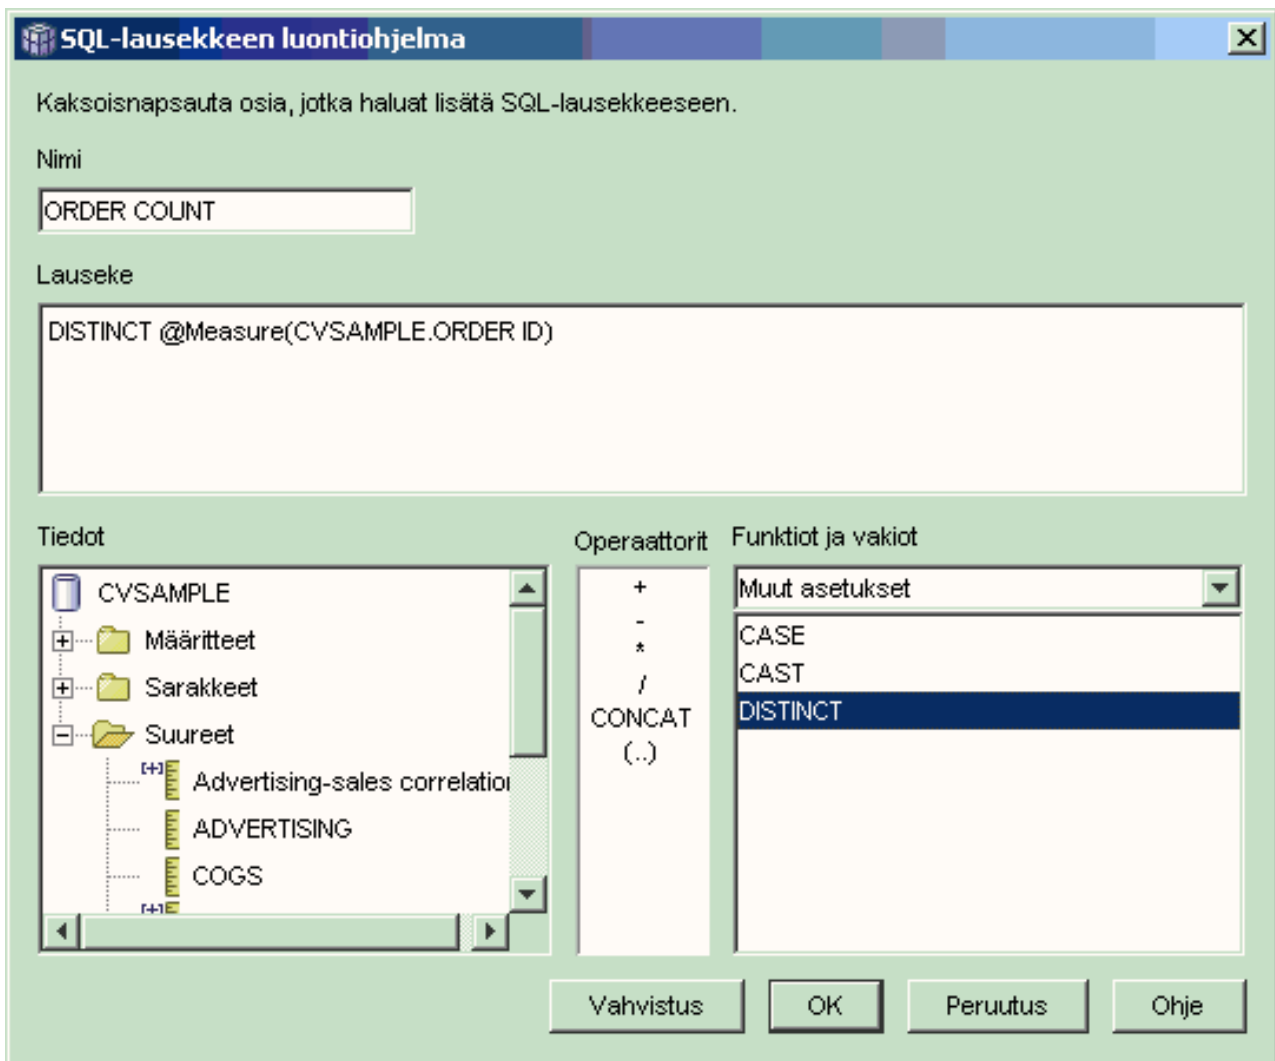 SQL-lausekkeen luontiohjelma
Kaksoisnapsauta osia, jotka haluat lisätä SQL-lausekkeeseen.
Nimi
ORDER COUNT
Lauseke
DISTINCT @Measure(CVSAMPLE.ORDER ID)
Tiedot
CVSAMPLE
Määritteet
Sarakkeet
Suureet
Advertising-sales correlation
ADVERTISING
COGS
Operaattorit
+
-
*
/
CONCAT
(..)
Funktiot ja vakiot
Muut asetukset
CASE
CAST
DISTINCT
Vahvistus
OK
Peruutus
Ohje